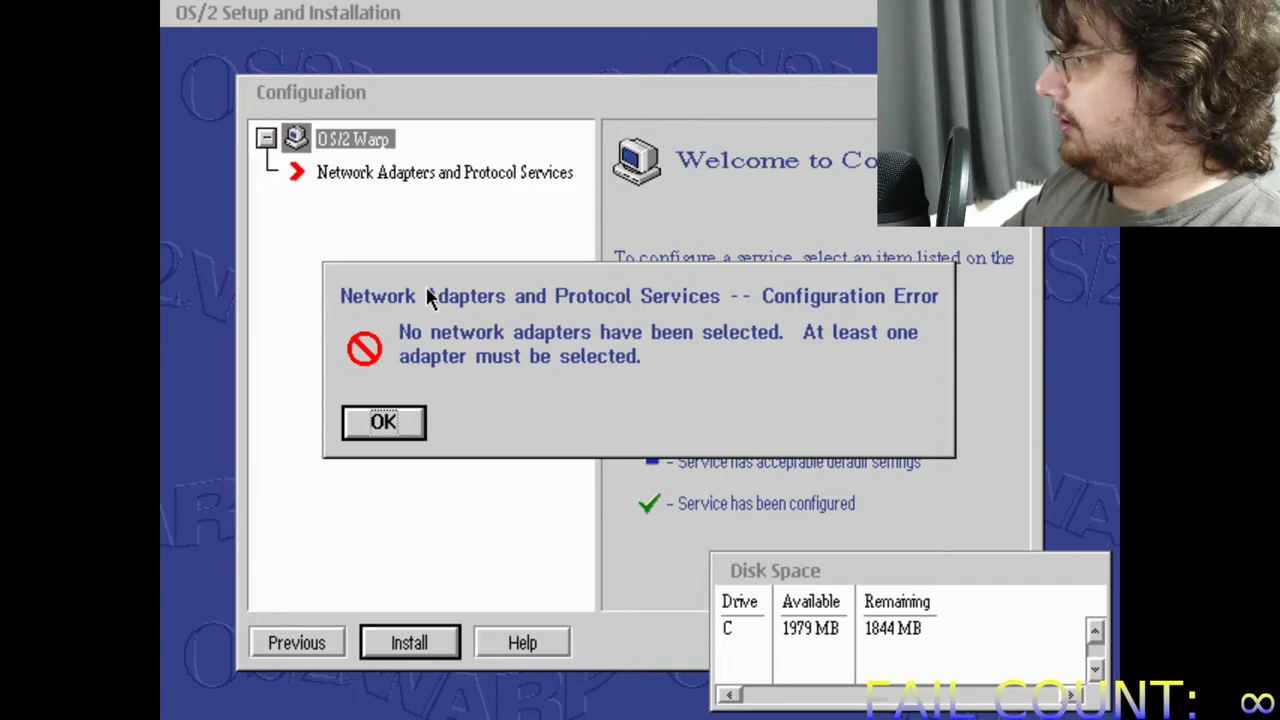 OS/2 Setup and Installation
Configuration
OS/2 Warp
Network Adapters and Protocol Services
Welcome to Co
To configure a service, select an item listed on the
Network Adapters and Protocol Services -- Configuration Error
No network adapters have been selected. At least one
adapter must be selected.
OK
- Service has acceptable default settings
- Service has been configured
Previous
Install
Help
Disk Space
Drive Available Remaining
C 1979 MB 1844 MB
FAIL COUNT: ∞